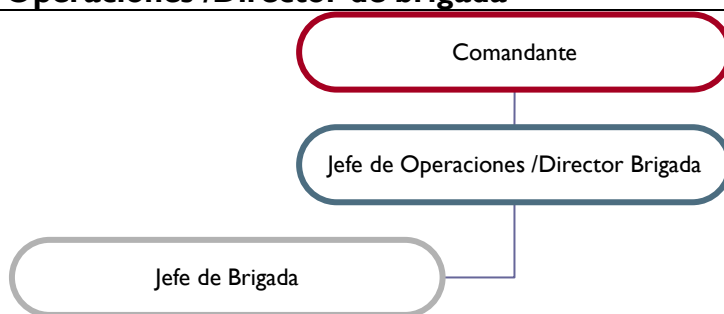 Operaciones /Director de brigada
Comandante
Jefe de Operaciones /Director Brigada
Jefe de Brigada